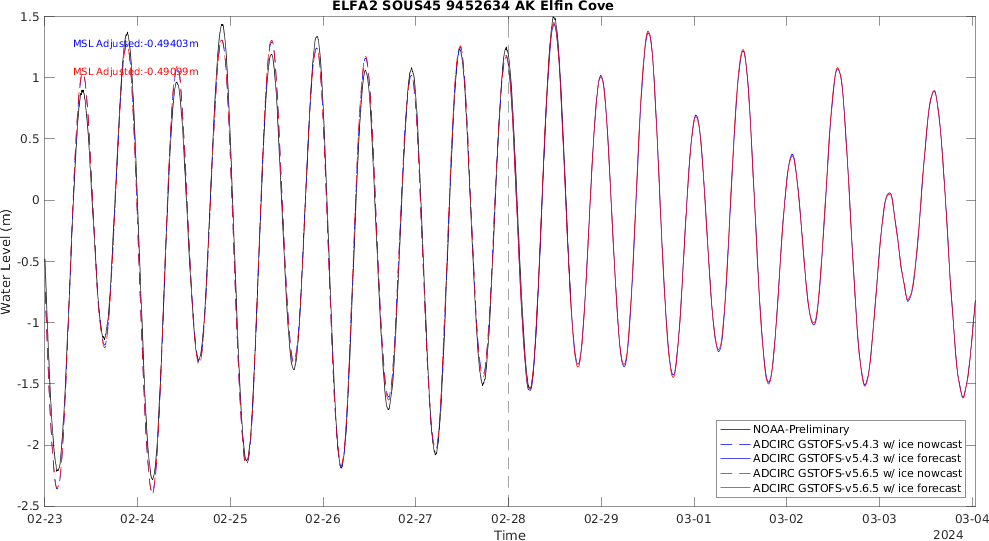 ELFA2 SOUS45 9452634 AK Elfin Cove
1.5
1
0.5
0
-0.5
-1
-1.5
-2
-2.5
Water Level (m)
MSL Adjusted:-0.49403m
MSL Adjusted:-0.49099m
NOAA-Preliminary
ADCIRC GSTOFS-v5.4.3 w/ ice nowcast
ADCIRC GSTOFS-v5.4.3 w/ ice forecast
ADCIRC GSTOFS-v5.6.5 w/ ice nowcast
ADCIRC GSTOFS-v5.6.5 w/ ice forecast
02-23 02-24 02-25 02-26 02-27 02-28 02-29 03-01 03-02 03-03 03-04
Time
2024